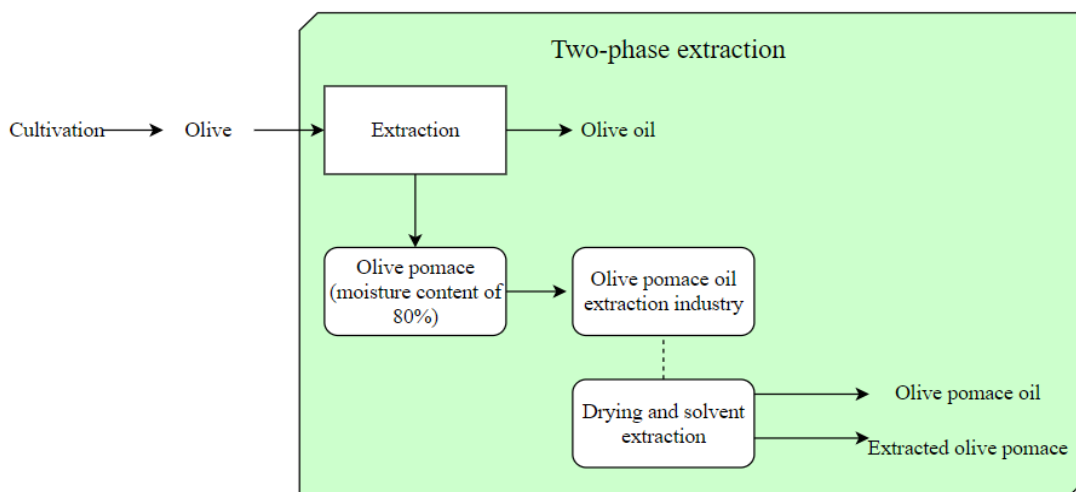 Two-phase extraction
Cultivation
Olive
Extraction
Olive oil
Olive pomace
(moisture content of
80%)
Olive pomace oil
extraction industry
Drying and solvent
extraction
Olive pomace oil
Extracted olive pomace